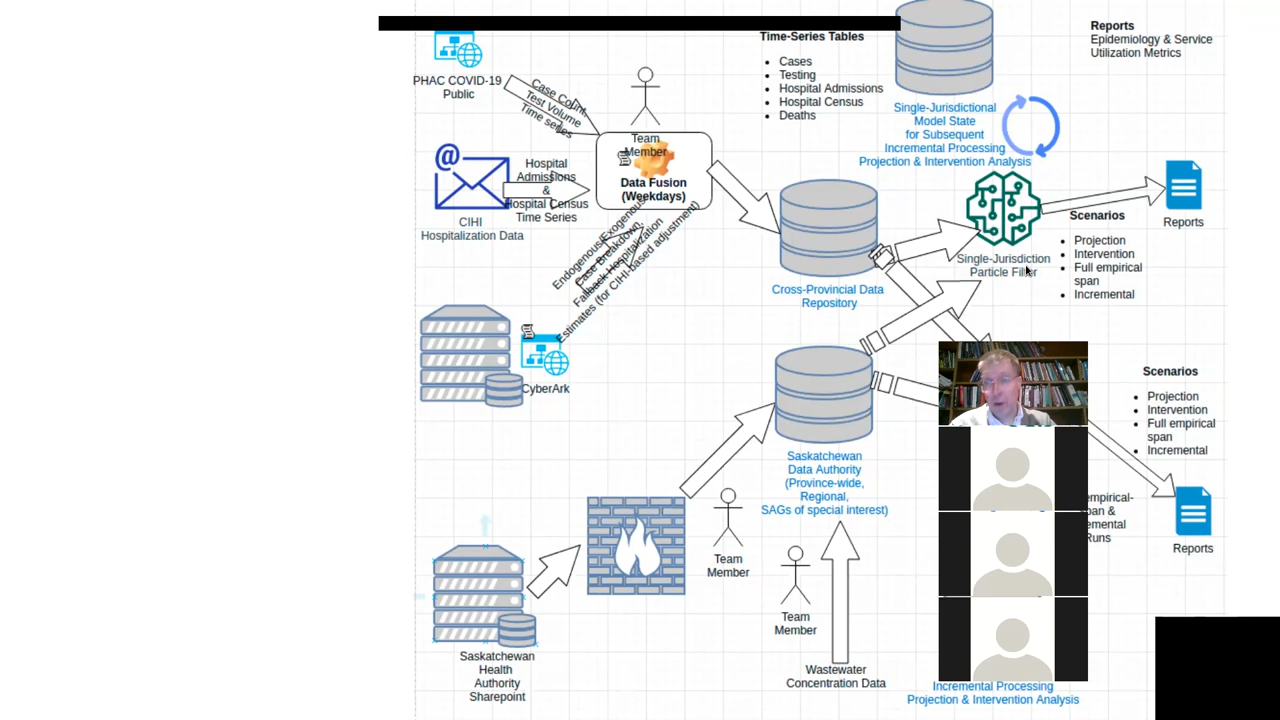 Time-Series Tables
Cases
Testing
Hospital Admissions
Hospital Census
Deaths
Reports
Epidemiology & Service
Utilization Metrics
PHAC COVID-19
Public
Case Count
Test Volume
Time series
Team
Member
Data Fusion
(Weekdays)
Single-Jurisdictional
Model State
for Subsequent
Incremental Processing
Projection & Intervention Analysis
@
Hospital
Admissions
&
Hospital Census
Time Series
CIHI
Hospitalization Data
Endogenous/Exogenous
Case Breakdown,
Fallback Hospitalization
Estimates (for CIHI-based adjustment)
Cross-Provincial Data
Repository
Single-Jurisdiction
Particle Filter
Reports
Scenarios
Projection
Intervention
Full empirical
span
Incremental
CyberArk
Scenarios
Projection
Intervention
Full empirical
span
Incremental
Saskatchewan
Data Authority
(Province-wide,
Regional,
SAGs of special interest)
Reports
Team
Member
Team
Member
Wastewater
Concentration Data
Saskatchewan
Health
Authority
Sharepoint
Runs
Incremental Processing
Projection & Intervention Analysis